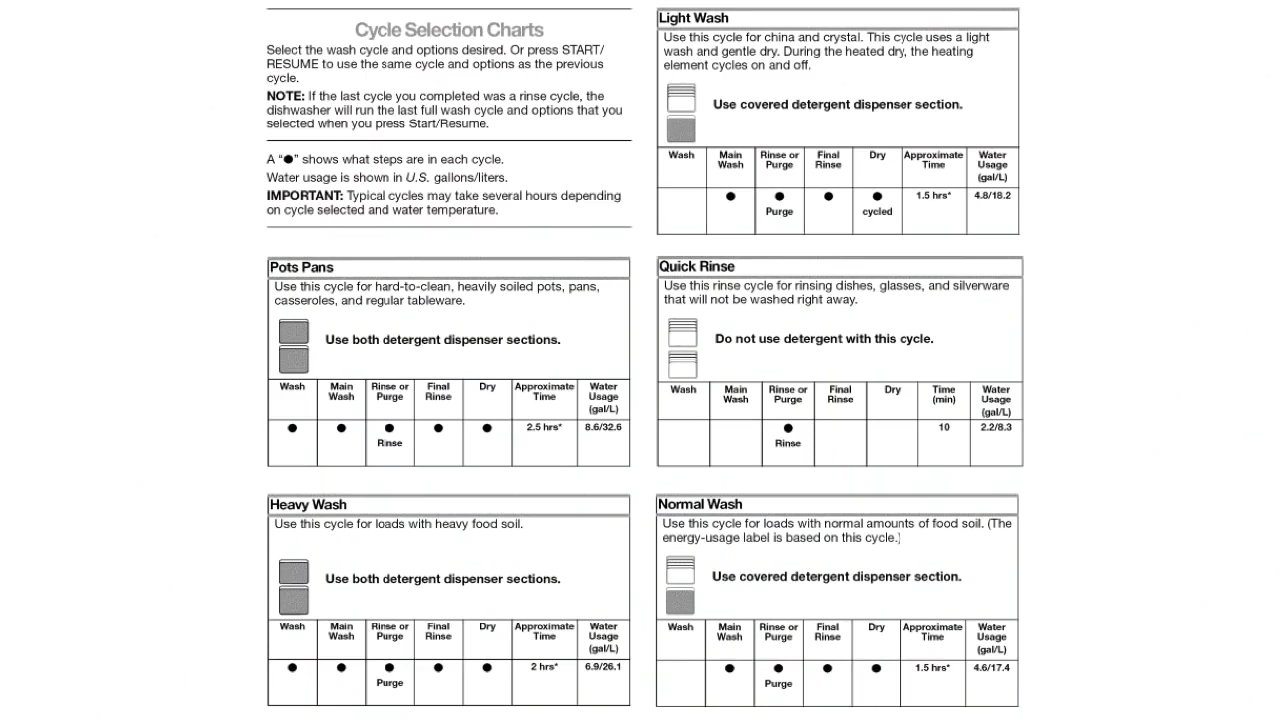 Cycle Selection Charts
Select the wash cycle and options desired. Or press START/
RESUME to use the same cycle and options as the previous
cycle.
NOTE: If the last cycle you completed was a rinse cycle, the
dishwasher will run the last full wash cycle and options that you
selected when you press Start/Resume.
A “●” shows what steps are in each cycle.
Water usage is shown in U.S. gallons/liters.
IMPORTANT: Typical cycles may take several hours depending
on cycle selected and water temperature.
Light Wash
Use this cycle for china and crystal. This cycle uses a light
wash and gentle dry. During the heated dry, the heating
element cycles on and off.
Use covered detergent dispenser section.
Wash Main Rinse or Final Dry Approximate Water
Wash Purge Rinse Time Usage
(gal/L)
● ● ● ● 1.5 hrs* 4.8/18.2
Purge cycled
Pots Pans
Use this cycle for hard-to-clean, heavily soiled pots, pans,
casseroles, and regular tableware.
Use both detergent dispenser sections.
Wash Main Rinse or Final Dry Approximate Water
Wash Purge Rinse Time Usage
(gal/L)
● ● ● ● ● 2.5 hrs* 8.6/32.6
Rinse
Quick Rinse
Use this rinse cycle for rinsing dishes, glasses, and silverware
that will not be washed right away.
Do not use detergent with this cycle.
Wash Main Rinse or Final Dry Time Water
Wash Purge Rinse (min) Usage
(gal/L)
● 10 2.2/8.3
Rinse
Heavy Wash
Use this cycle for loads with heavy food soil.
Use both detergent dispenser sections.
Wash Main Rinse or Final Dry Approximate Water
Wash Purge Rinse Time Usage
(gal/L)
● ● ● ● ● 2 hrs* 6.9/26.1
Purge
Normal Wash
Use this cycle for loads with normal amounts of food soil. (The
energy-usage label is based on this cycle.)
Use covered detergent dispenser section.
Wash Main Rinse or Final Dry Approximate Water
Wash Purge Rinse Time Usage
(gal/L)
● ● ● ● 1.5 hrs* 4.6/17.4
Purge